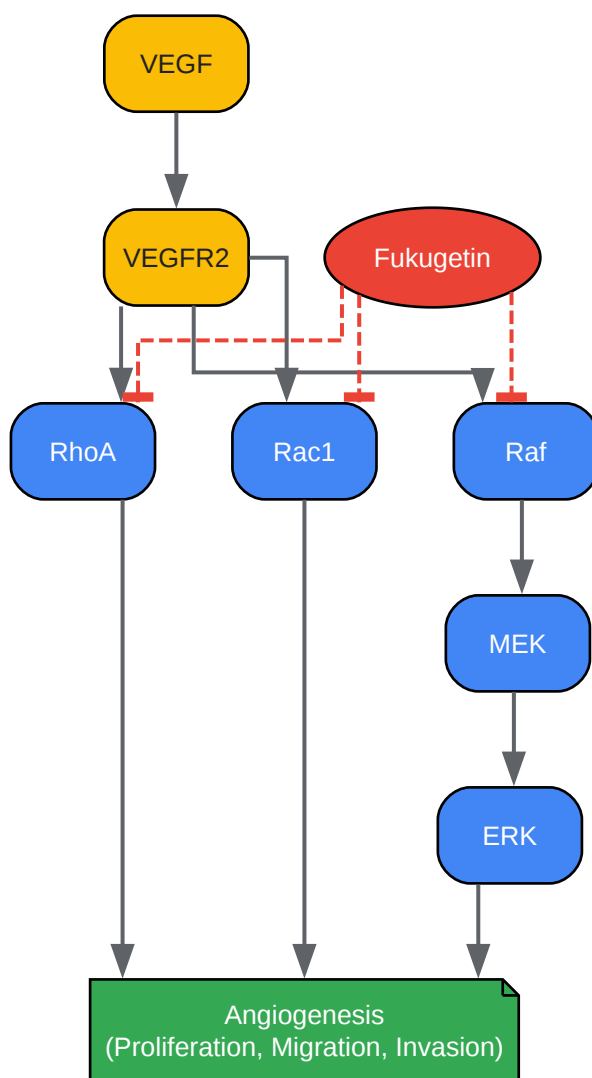 VEGF
VEGFR2
Fukugetin
RhoA
Rac1
Raf
MEK
ERK
Angiogenesis
(Proliferation, Migration, Invasion)